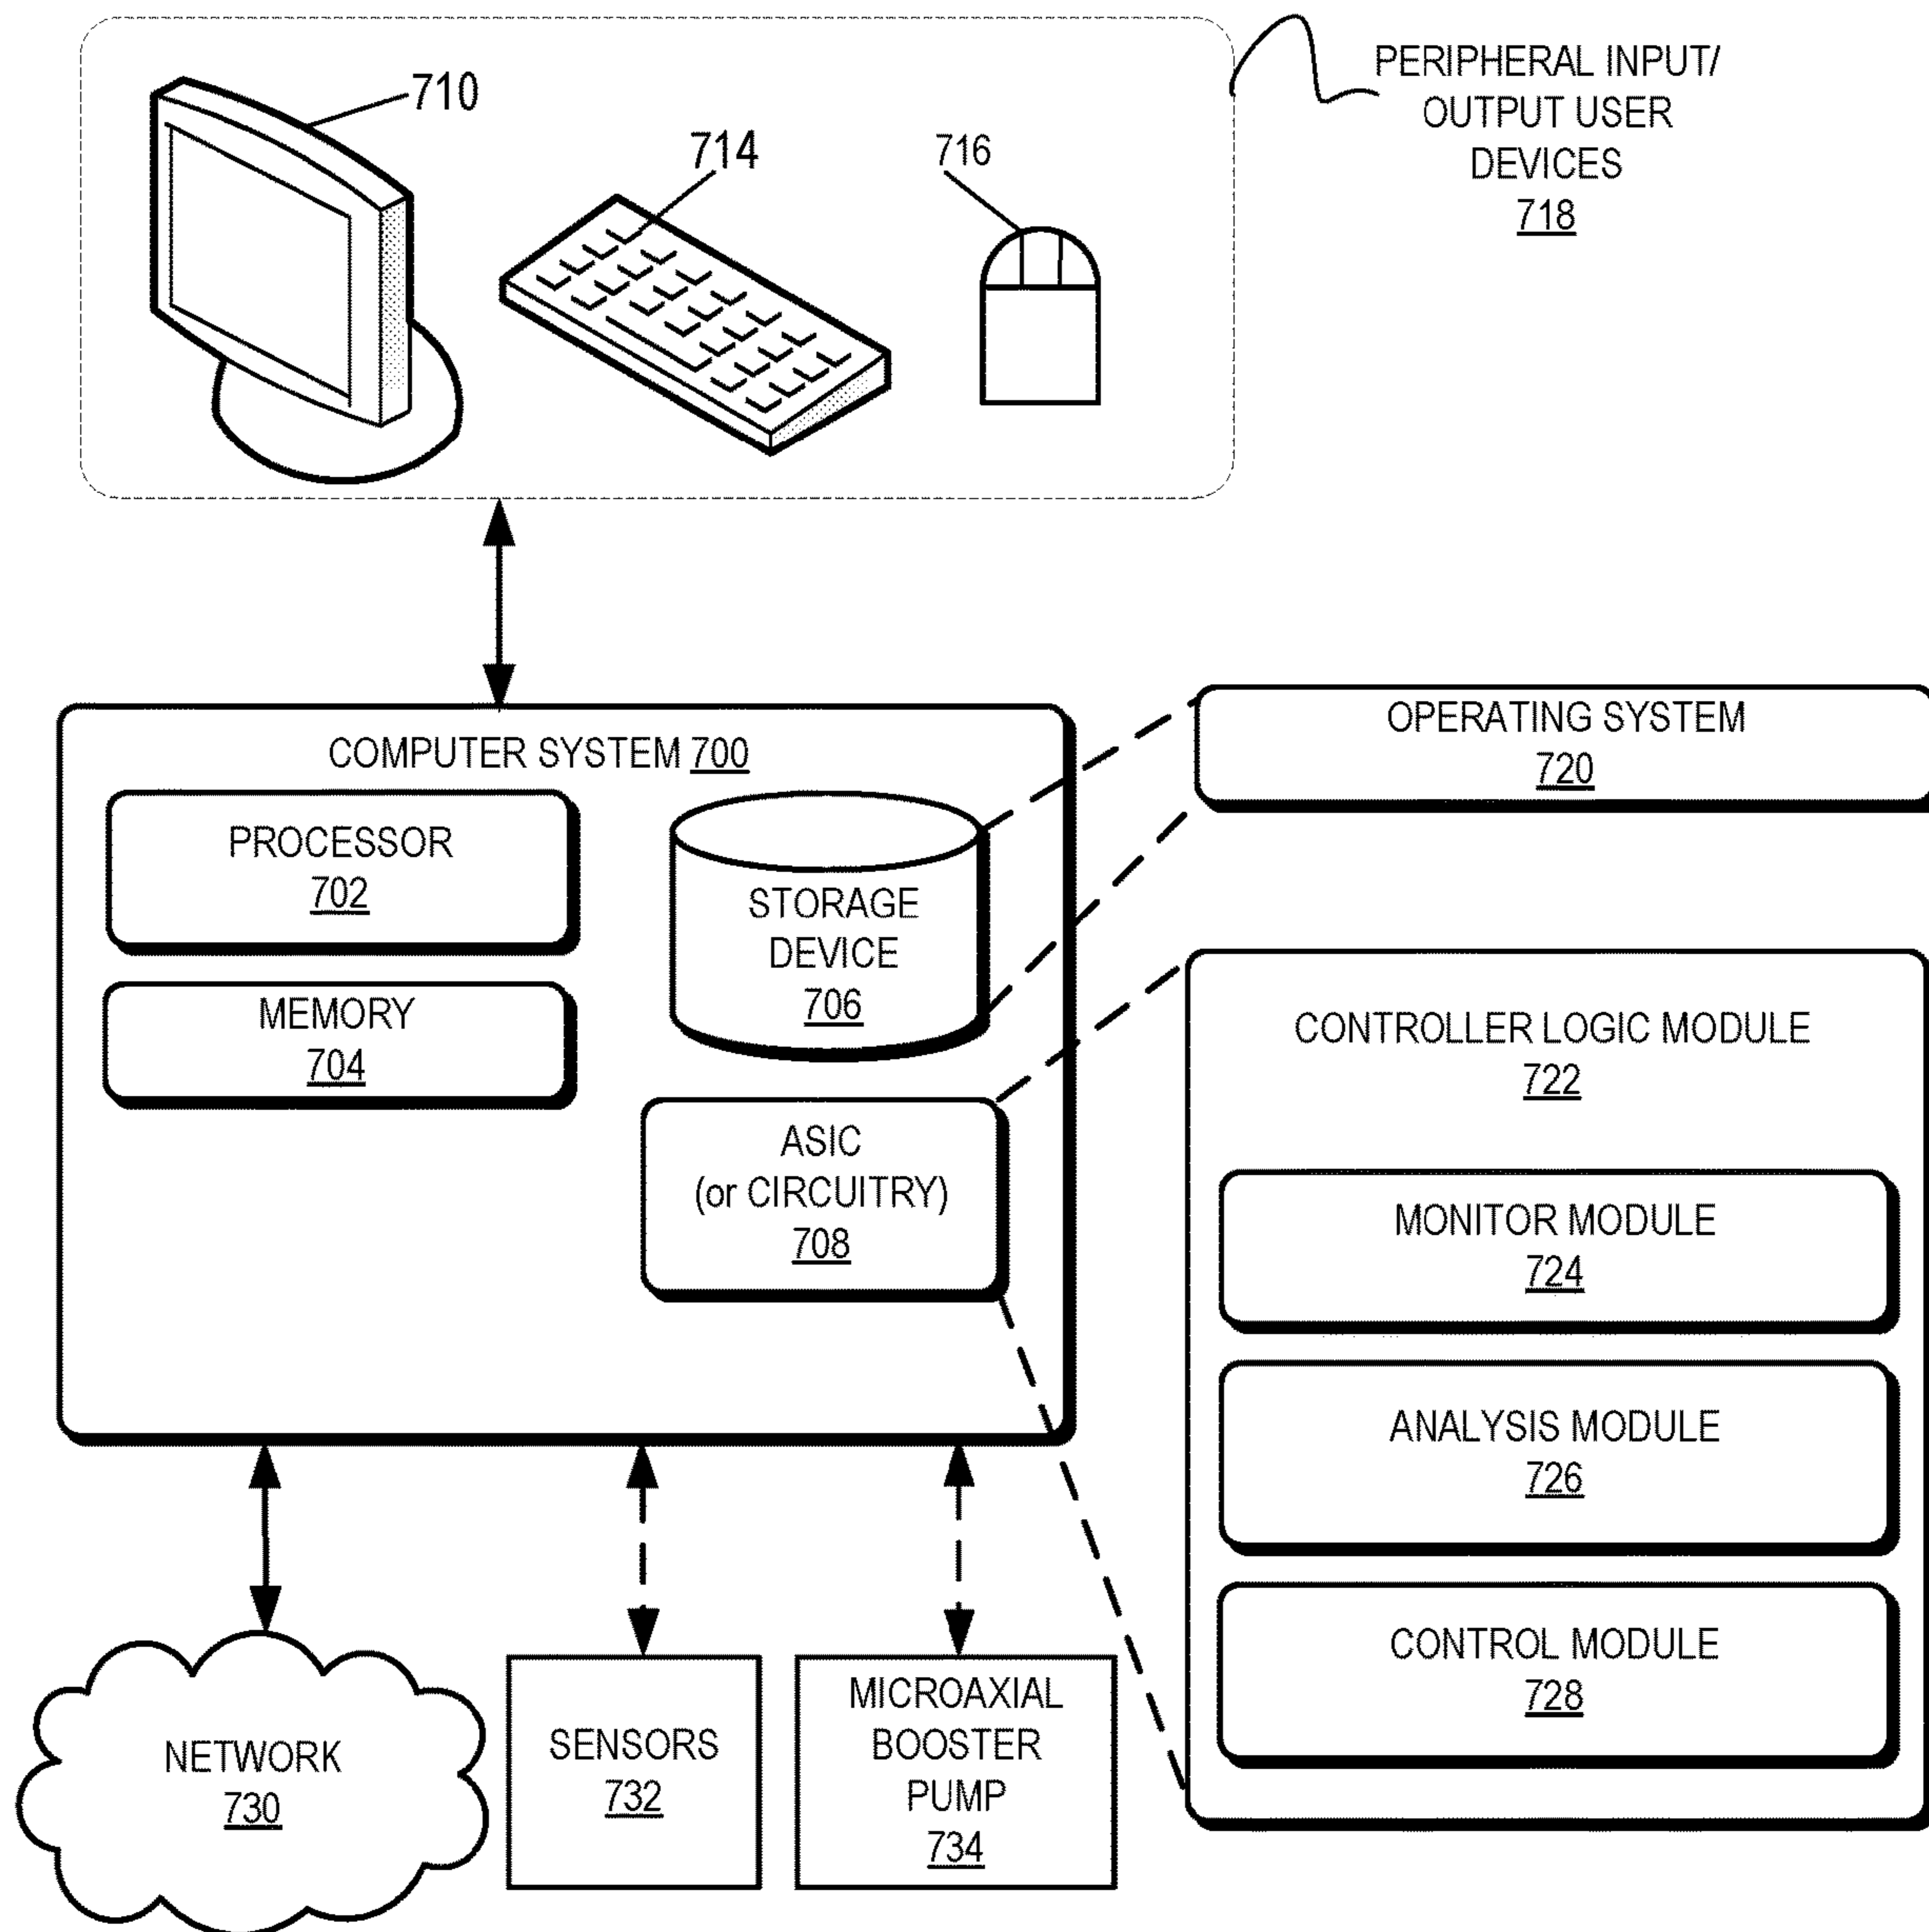 710
714
716
PERIPHERAL INPUT/
OUTPUT USER
DEVICES
718
COMPUTER SYSTEM 700
PROCESSOR
702
MEMORY
704
STORAGE
DEVICE
706
ASIC
(or CIRCUITRY)
708
OPERATING SYSTEM
720
CONTROLLER LOGIC MODULE
722
MONITOR MODULE
724
ANALYSIS MODULE
726
CONTROL MODULE
728
NETWORK
730
SENSORS
732
MICROAXIAL
BOOSTER
PUMP
734